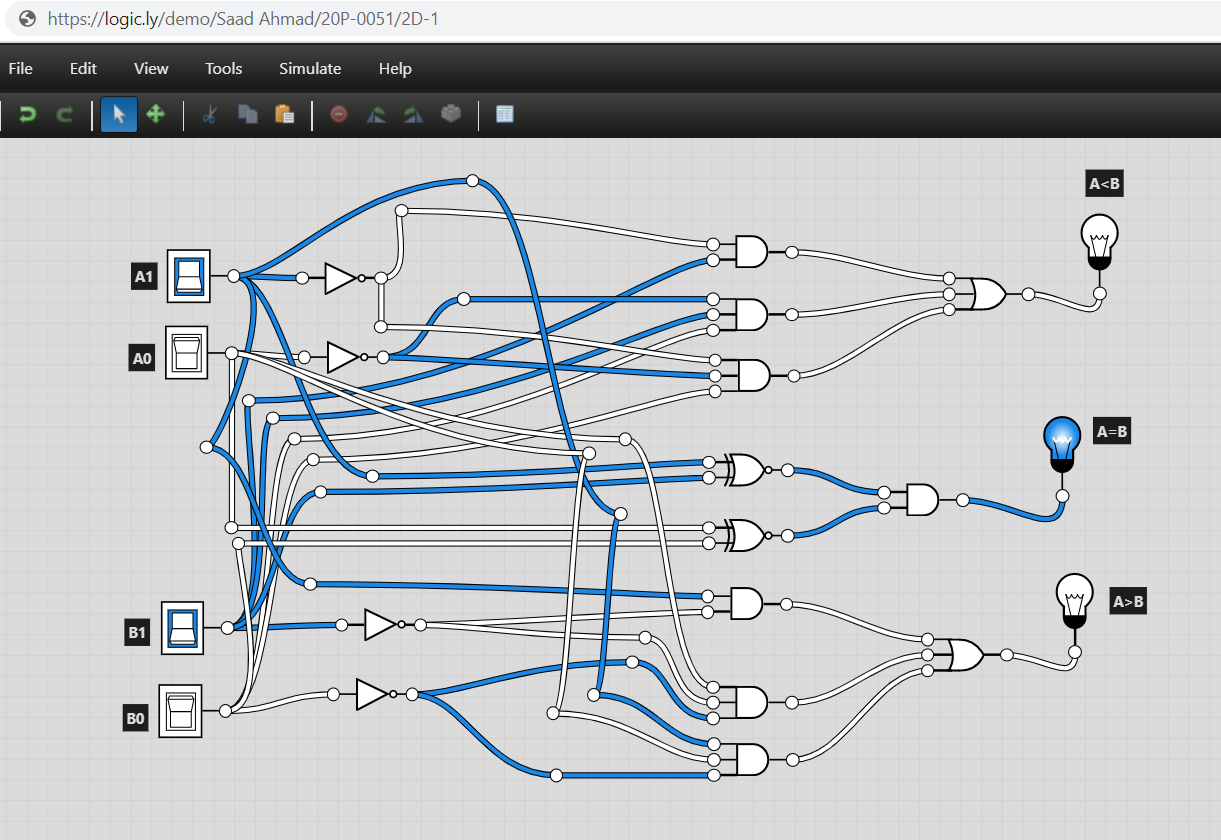 https://logic.ly/demo/Saad Ahmad/20P-0051/2D-1
File Edit View Tools Simulate Help
A<B
A1
A0
A=B
A>B
B1
B0